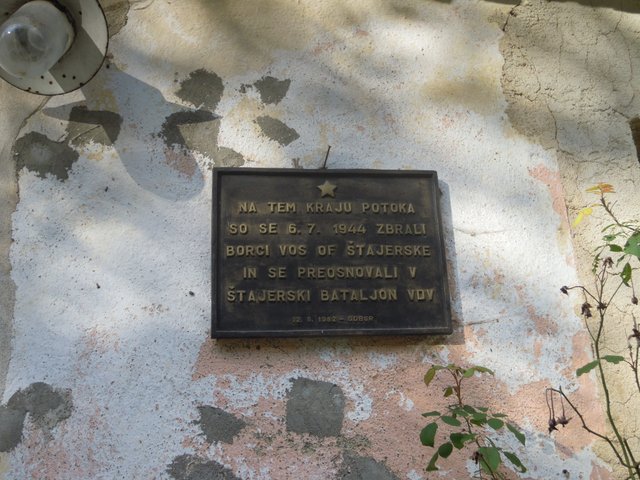 NA TEM KRAJU POTOKA
SO SE 6. 7. 1944 ZBRALI
BORCI VOS OF ŠTAJERSKE
IN SE PREOSNOVALI V
ŠTAJERSKI BATALJON VDV